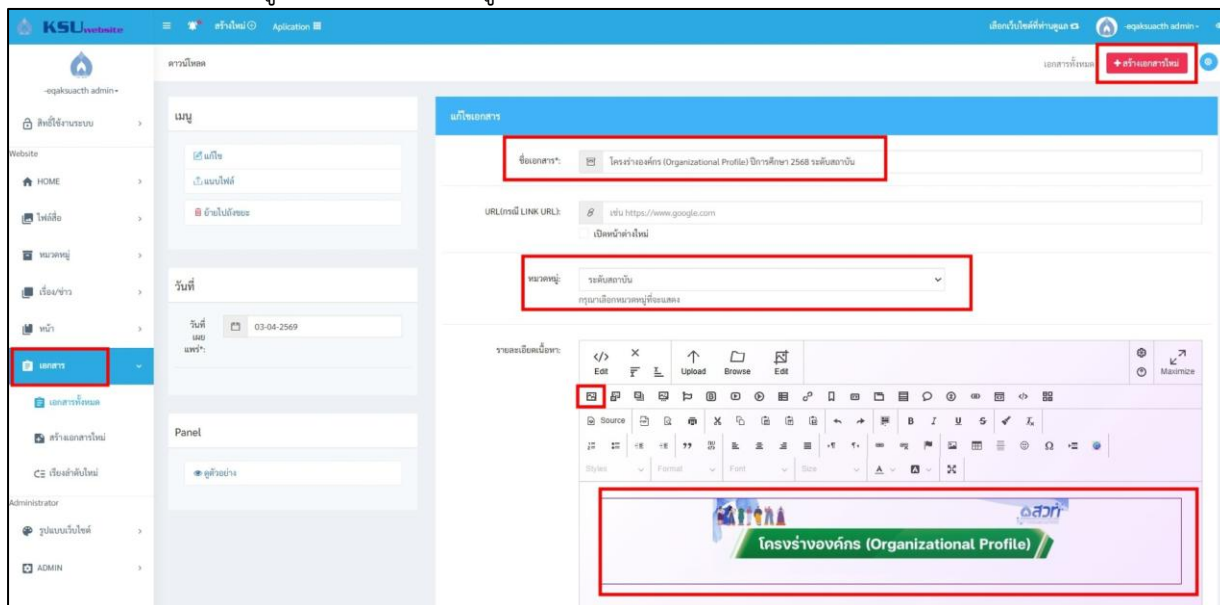 KSUwebsite
สร้างใหม่
Aplication
เลือกเว็บไซต์ที่ท่านดูแล
-eqaksuacth admin-
-eqaksuacth admin-
ดาวน์โหลด
เอกสารทั้งหมด
+ สร้างเอกสารใหม่
สิทธิ์ใช้งานระบบ
Website
HOME
ไฟล์สื่อ
หมวดหมู่
เรื่อง/ข่าว
หน้า
เอกสาร
เอกสารทั้งหมด
สร้างเอกสารใหม่
เรียงลำดับใหม่
Administrator
รูปแบบเว็บไซต์
ADMIN
เมนู
แก้ไข
แนบไฟล์
ย้ายไปถังขยะ
วันที่
วันที่
เผย
แพร่*:
03-04-2569
Panel
ดูตัวอย่าง
แก้ไขเอกสาร
ชื่อเอกสาร*:
โครงร่างองค์กร (Organizational Profile) ปีการศึกษา 2568 ระดับสถาบัน
URL(กรณี LINK URL):
เช่น https://www.google.com
เปิดหน้าต่างใหม่
หมวดหมู่:
ระดับสถาบัน
กรุณาเลือกหมวดหมู่ที่จะแสดง
รายละเอียดเนื้อหา:
Edit
Upload
Browse
Edit
Maximize
Source
Styles
Format
Font
Size
สวท
โครงร่างองค์กร (Organizational Profile)